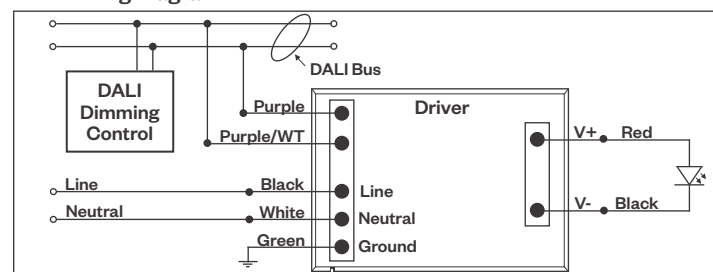 DALI Bus
DALI
Dimming
Control
Driver
Purple
Purple/WT
V+ Red
Line Black Line
V- Black
Neutral White Neutral
Green Ground